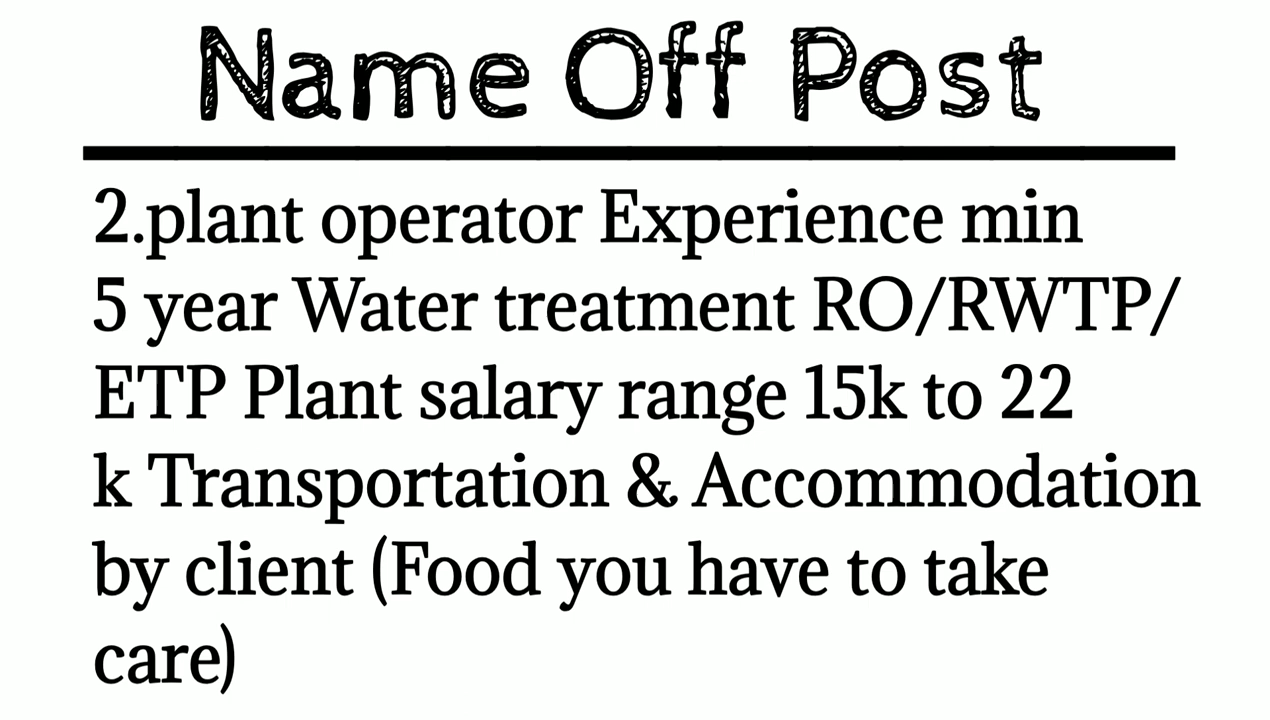 Name Off Post
2.plant operator Experience min
5 year Water treatment RO/RWTP/
ETP Plant salary range 15k to 22
k Transportation & Accommodation
by client (Food you have to take
care)